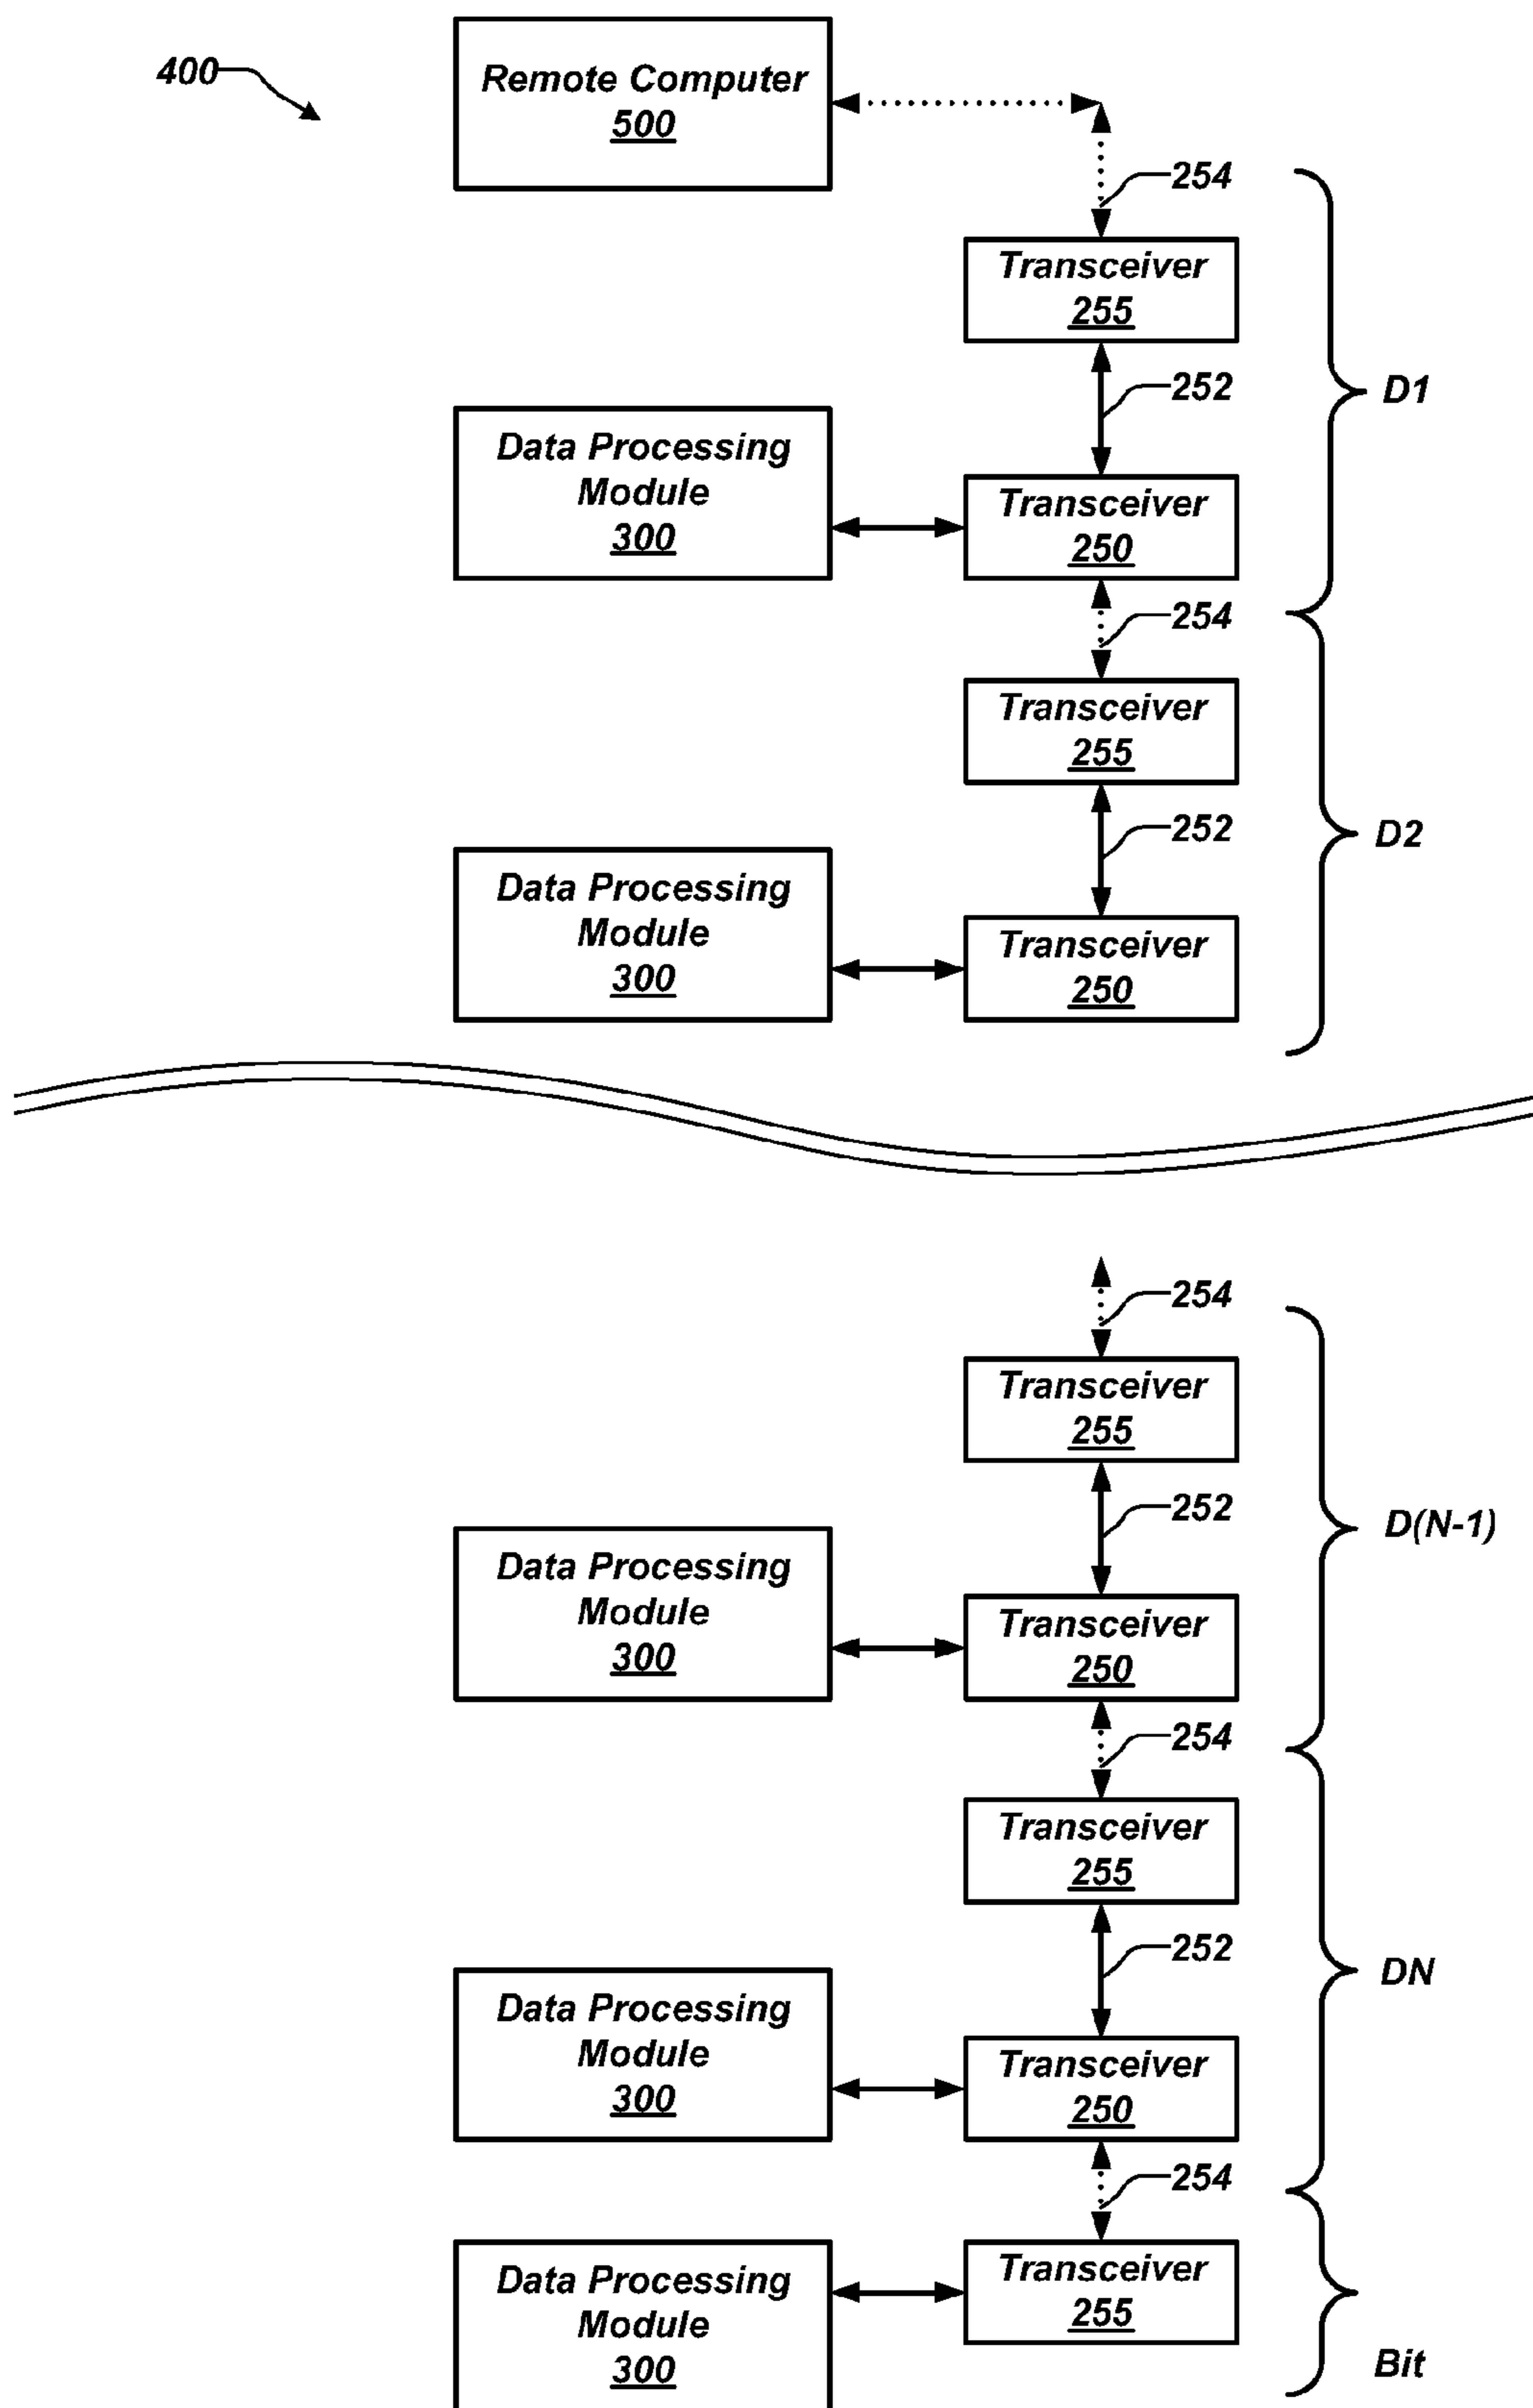 400
Remote Computer
500
254
Transceiver
255
252
D1
Data Processing
Module
300
Transceiver
250
254
Transceiver
255
252
D2
Data Processing
Module
300
Transceiver
250
254
Transceiver
255
252
D(N-1)
Data Processing
Module
300
Transceiver
250
254
Transceiver
255
252
DN
Data Processing
Module
300
Transceiver
250
254
Data Processing
Module
300
Transceiver
255
Bit